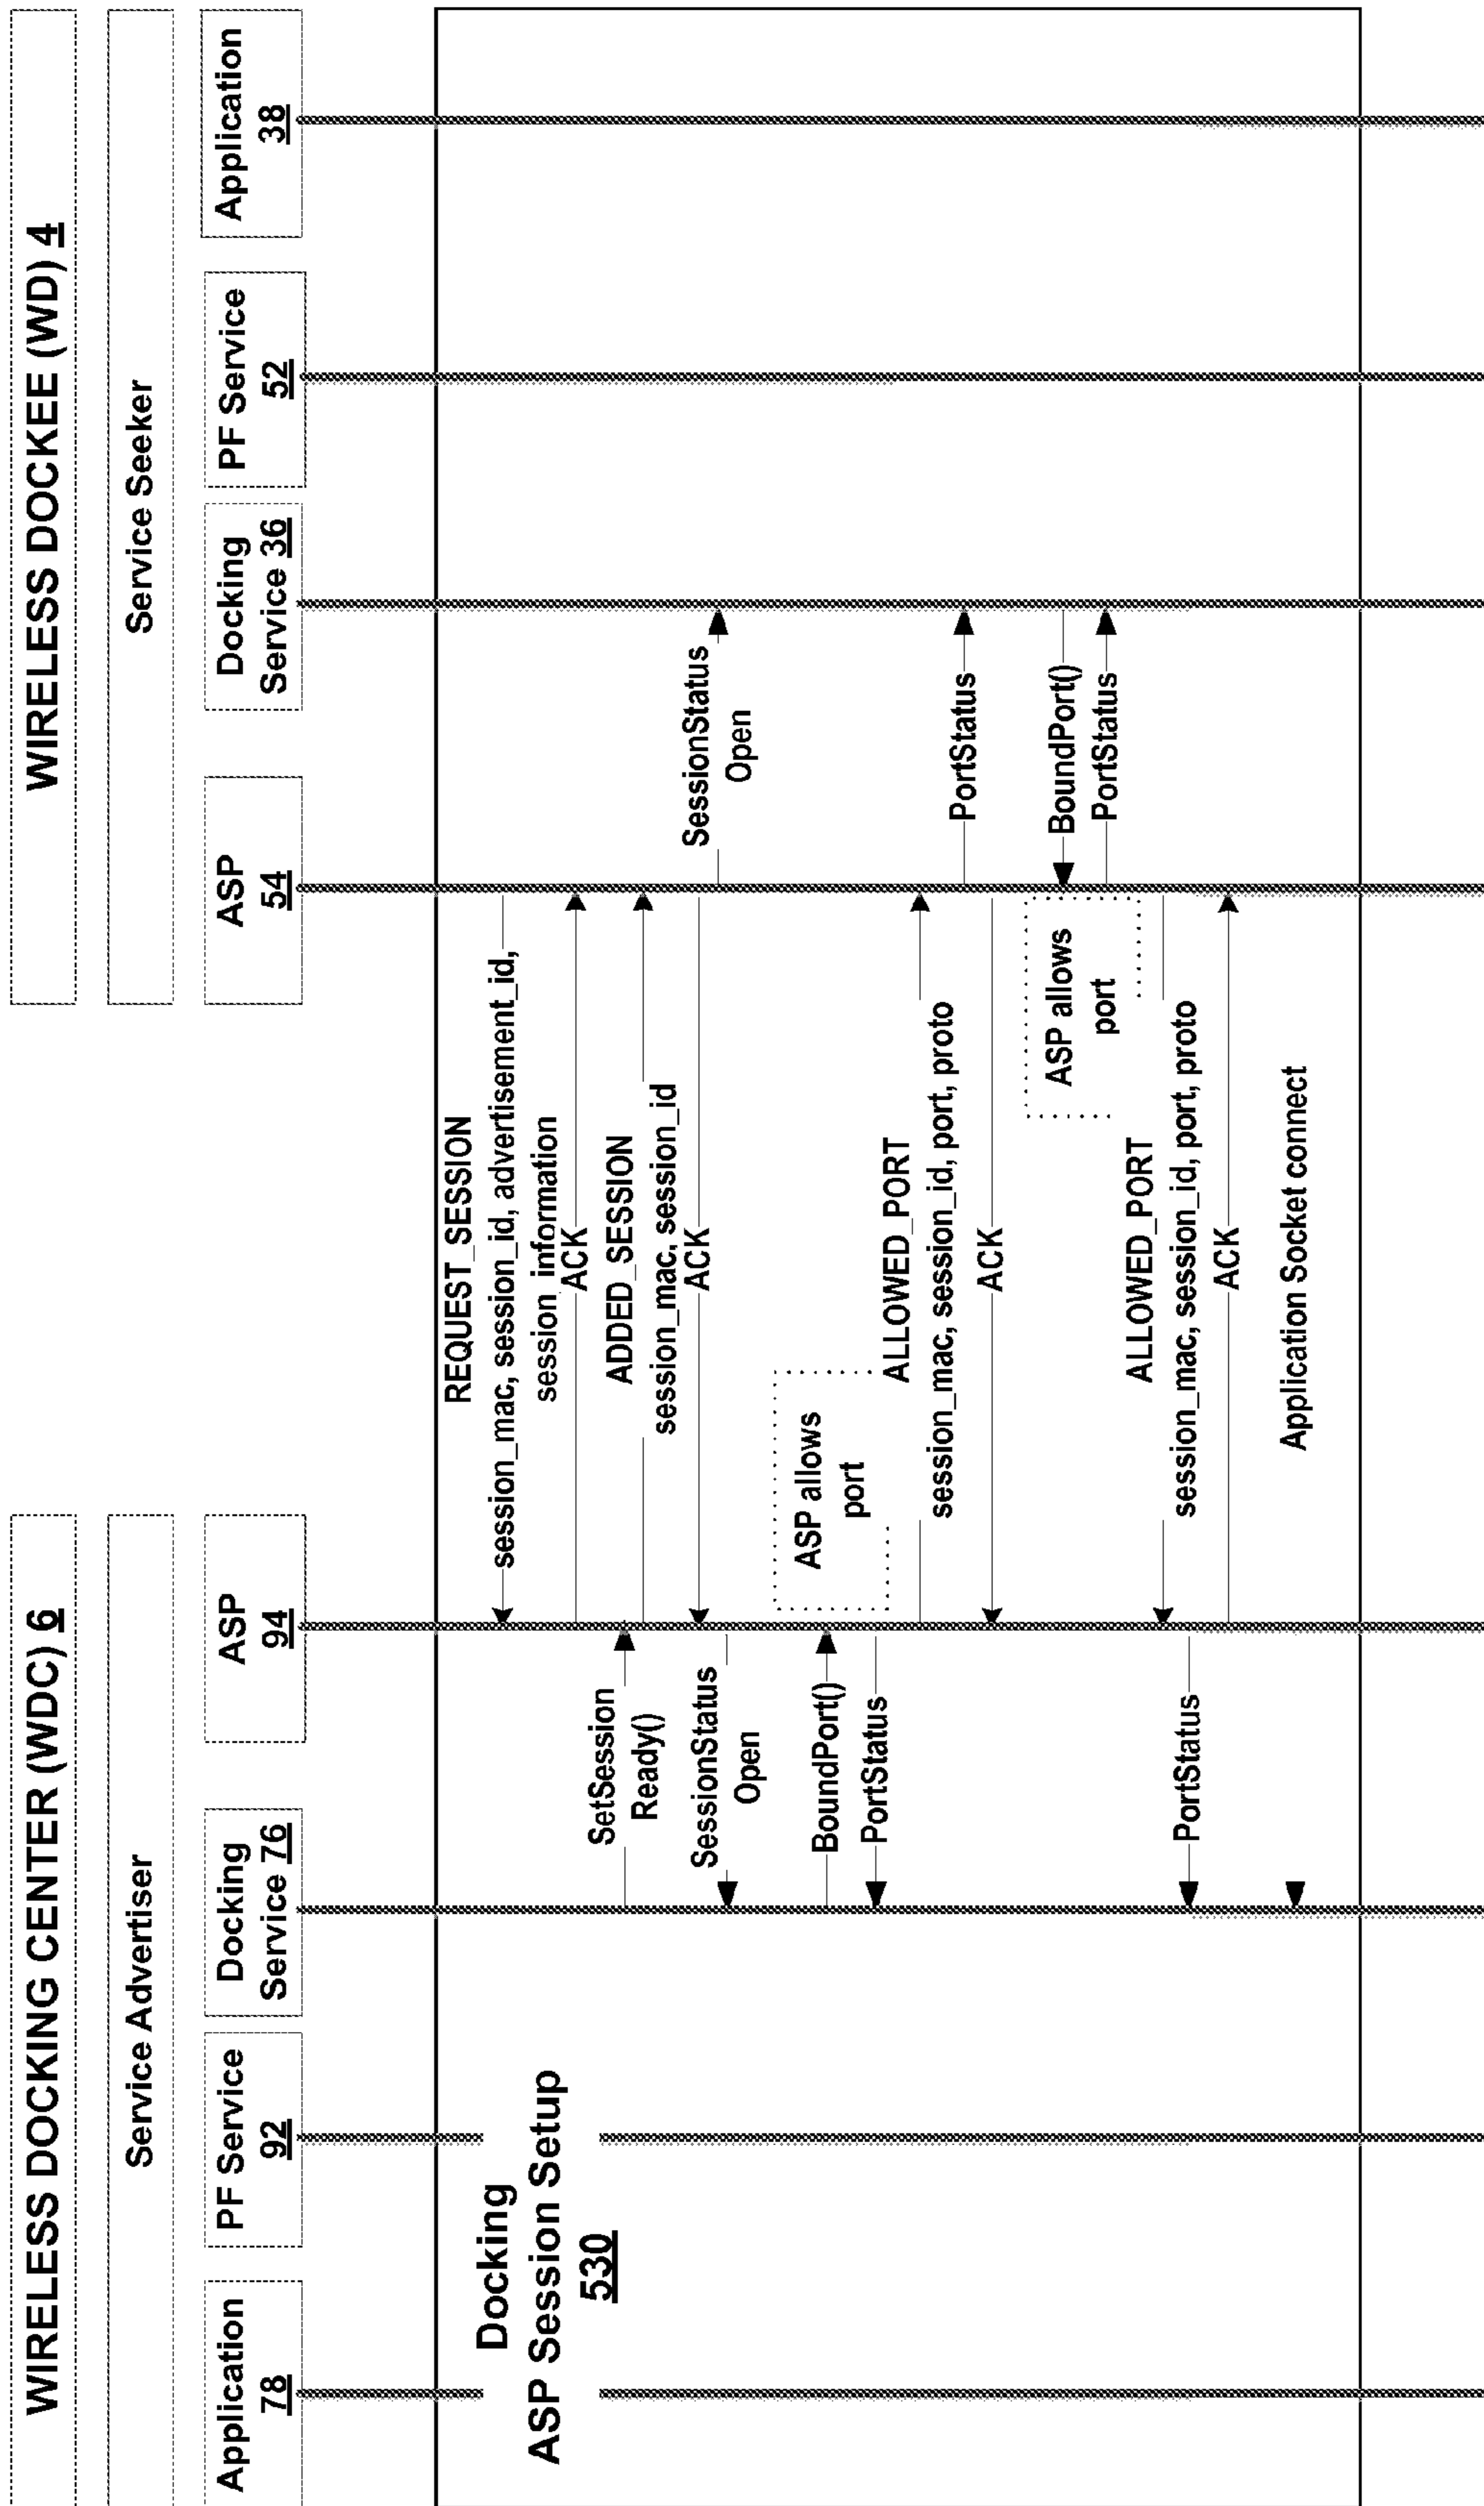 WIRELESS DOCKING CENTER (WDC) 6
WIRELESS DOCKEE (WD) 4
Service Advertiser
Service Seeker
Application
78
PF Service
92
Docking
Service 76
ASP
94
ASP
54
Docking
Service 36
PF Service
52
Application
38
Docking
ASP Session Setup
530
REQUEST_SESSION
session_mac, session_id, advertisement_id,
session_information
ACK
SetSession
Ready()
ADDED_SESSION
session_mac, session_id
ACK
SessionStatus
Open
SessionStatus
Open
ASP allows
port
BoundPort()
PortStatus
ALLOWED_PORT
session_mac, session_id, port, proto
PortStatus
ACK
ASP allows
port
BoundPort()
PortStatus
ALLOWED_PORT
session_mac, session_id, port, proto
PortStatus
ACK
Application Socket connect